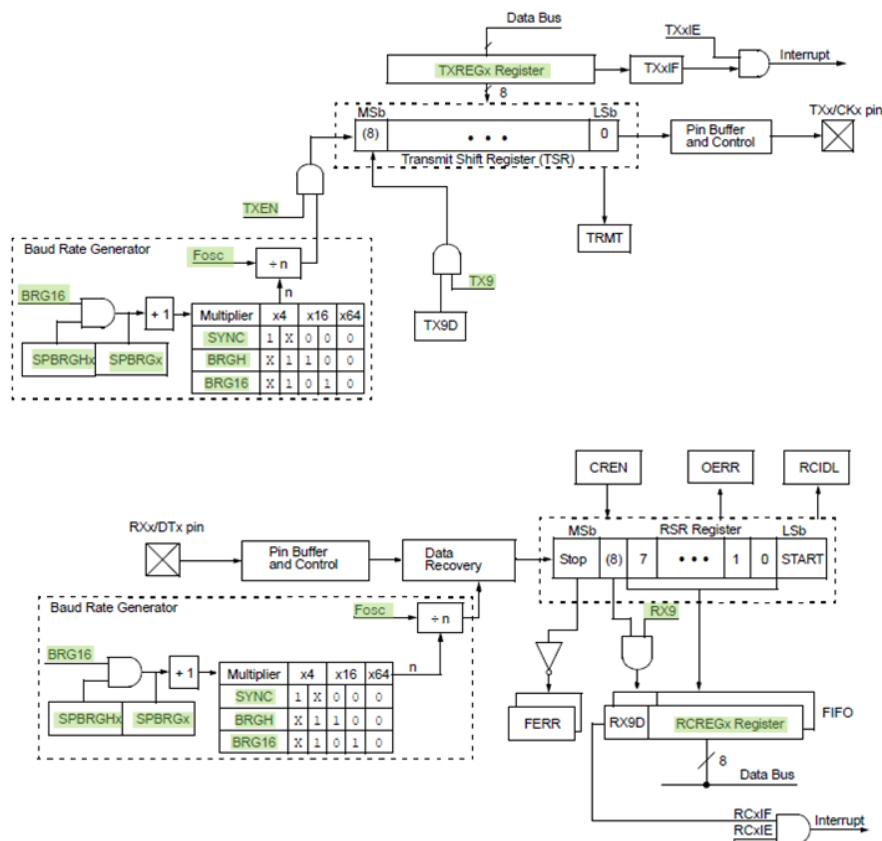 Data Bus
TXxIE
Interrupt
TXREGx Register
TXxIF
8
MSb
LSb
TXx/CKx pin
(8)
• • •
0
Pin Buffer
and Control
Transmit Shift Register (TSR)
TXEN
TRMT
Baud Rate Generator
Fosc
÷ n
TX9
n
BRG16
+ 1
Multiplier x4 x16 x64
TX9D
SYNC 1 X 0 0 0
SPBRGHx SPBRGx
BRGH X 1 1 0 0
BRG16 X 1 0 1 0
CREN
OERR
RCIDL
RXx/DTx pin
MSb
RSR Register
LSb
Pin Buffer
and Control
Data
Recovery
Stop (8) 7 • • • 1 0 START
Baud Rate Generator
Fosc
÷ n
RX9
BRG16
n
+ 1
Multiplier x4 x16 x64
SYNC 1 X 0 0 0
SPBRGHx SPBRGx
BRGH X 1 1 0 0
BRG16 X 1 0 1 0
FERR
RX9D
RCREGx Register
FIFO
8
Data Bus
RCxIF
Interrupt
RCxIE